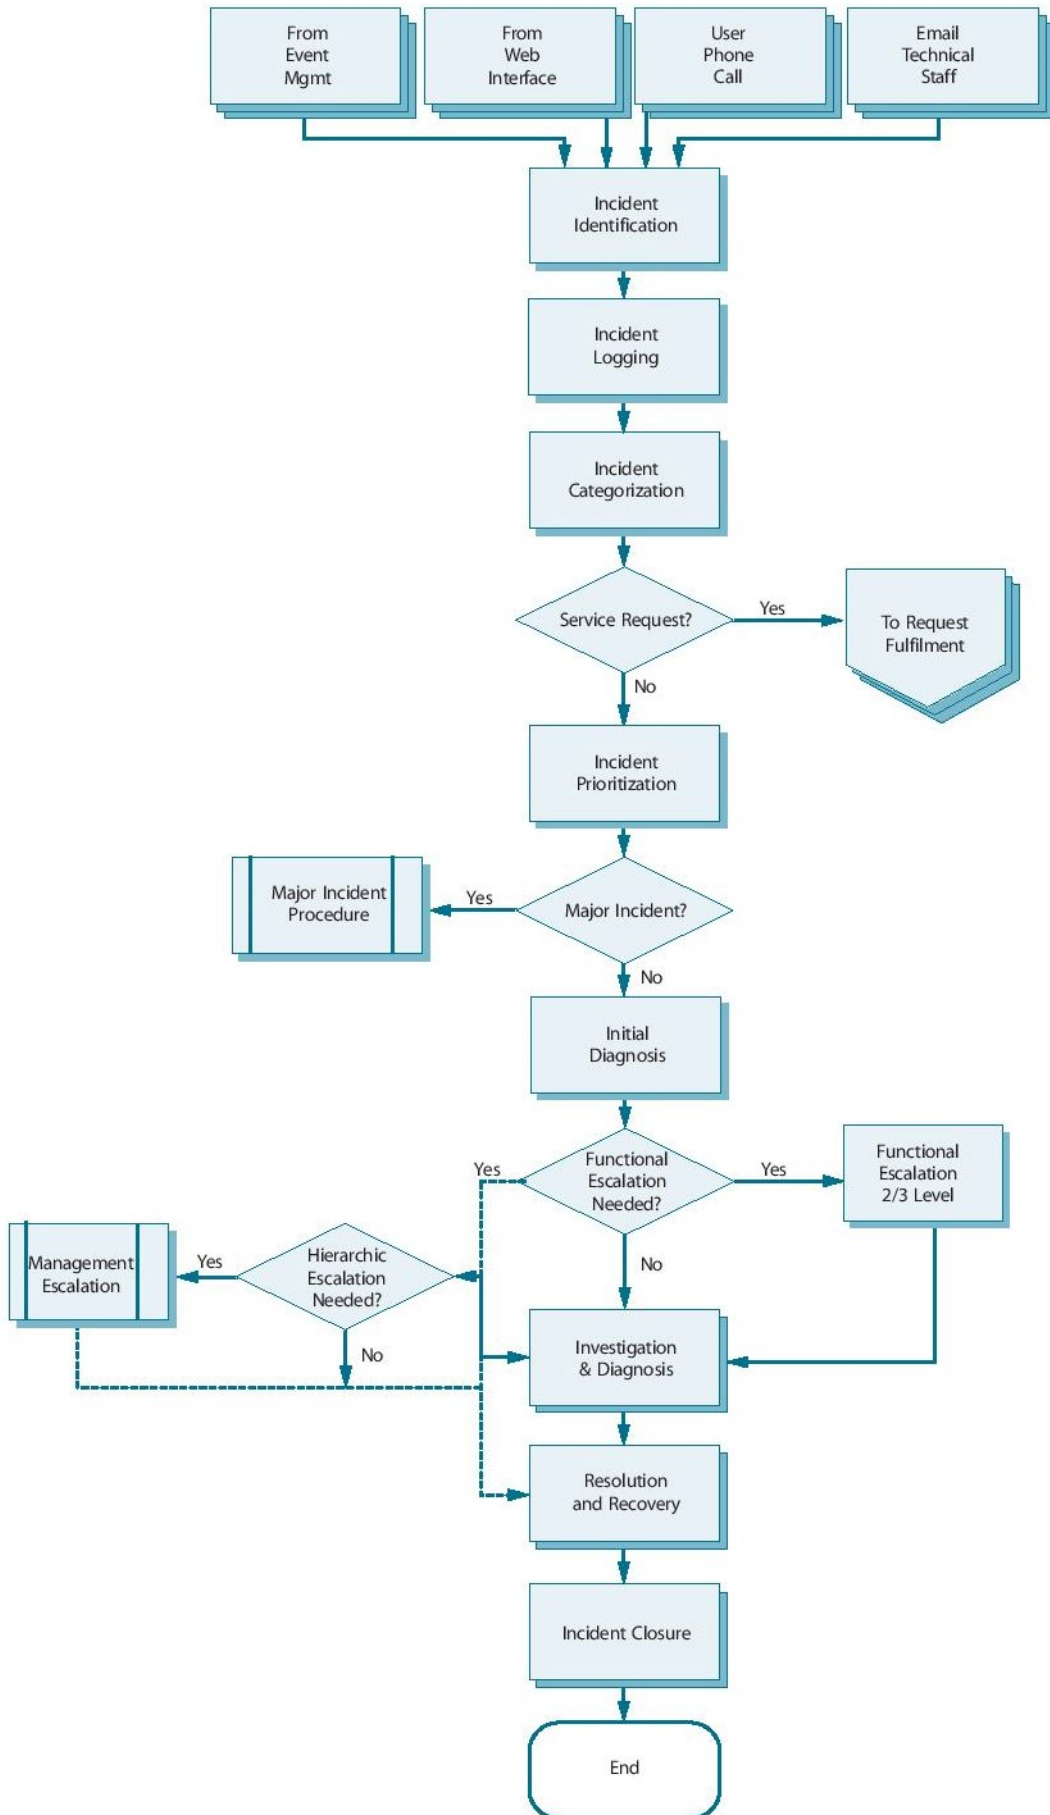 From
Event
Mgmt
From
Web
Interface
User
Phone
Call
Email
Technical
Staff
Incident
Identification
Incident
Logging
Incident
Categorization
Service Request?
Yes
To Request
Fulfilment
No
Incident
Prioritization
Major Incident
Procedure
Yes
Major Incident?
No
Initial
Diagnosis
Yes
Functional
Escalation
Needed?
Yes
Functional
Escalation
2/3 Level
Management
Escalation
Yes
Hierarchic
Escalation
Needed?
No
No
Investigation
& Diagnosis
Resolution
and Recovery
Incident Closure
End